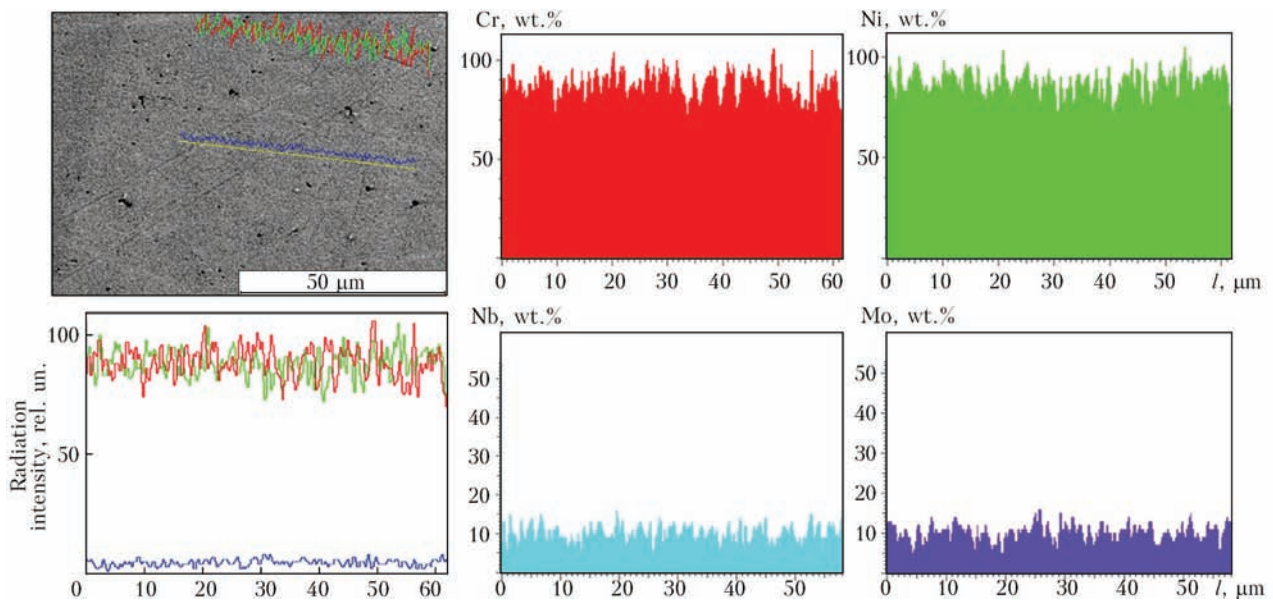 Cr, wt.%
100
50
0 10 20 30 40 50 60
Ni, wt.%
100
50
0 10 20 30 40 50 l, μm
50 μm
100
50
Radiation
intensity, rel. un.
0 10 20 30 40 50 60
Nb, wt.%
50
40
30
20
10
0 10 20 30 40 50
Mo, wt.%
50
40
30
20
10
0 10 20 30 40 50 l, μm